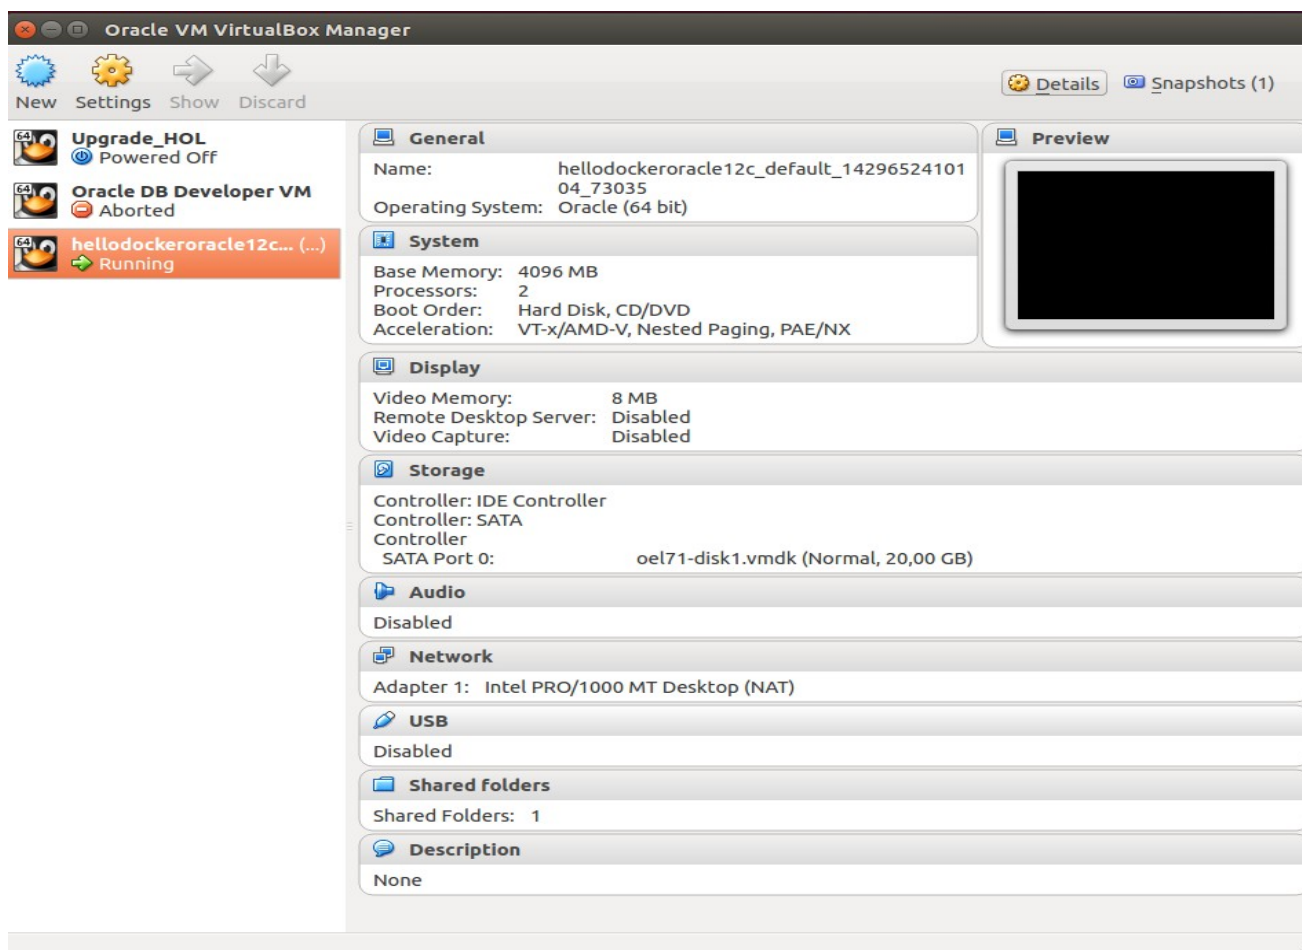 Oracle VM VirtualBox Manager
New Settings Show Discard
Details Snapshots (1)
64 Upgrade_HOL
Powered Off
64 Oracle DB Developer VM
Aborted
64 hellodockeroracle12c... (...)
Running
General
Name: hellodockeroracle12c_default_14296524101
04_73035
Operating System: Oracle (64 bit)
Preview
System
Base Memory: 4096 MB
Processors: 2
Boot Order: Hard Disk, CD/DVD
Acceleration: VT-x/AMD-V, Nested Paging, PAE/NX
Display
Video Memory: 8 MB
Remote Desktop Server: Disabled
Video Capture: Disabled
Storage
Controller: IDE Controller
Controller: SATA
Controller
SATA Port 0: oel71-disk1.vmdk (Normal, 20,00 GB)
Audio
Disabled
Network
Adapter 1: Intel PRO/1000 MT Desktop (NAT)
USB
Disabled
Shared folders
Shared Folders: 1
Description
None